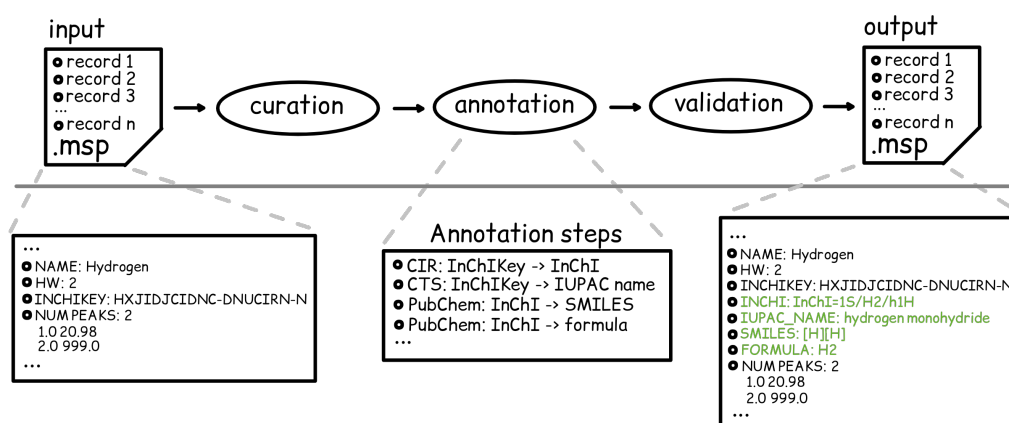 input
record 1
record 2
record 3
...
record n
.msp
curation
annotation
validation
output
record 1
record 2
record 3
...
record n
.msp
...
NAME: Hydrogen
HW: 2
INCHIKEY: HXJIDJCIDNC-DNUCIRN-N
NUM PEAKS: 2
1.0 20.98
2.0 999.0
...
Annotation steps
CIR: InChIKey -> InChI
CTS: InChIKey -> IUPAC name
PubChem: InChI -> SMILES
PubChem: InChI -> formula
...
...
NAME: Hydrogen
HW: 2
INCHIKEY: HXJIDJCIDNC-DNUCIRN-N
INCHI: InChI=1S/H2/h1H
IUPAC_NAME: hydrogen monohydride
SMILES: [H][H]
FORMULA: H2
NUM PEAKS: 2
1.0 20.98
2.0 999.0
...